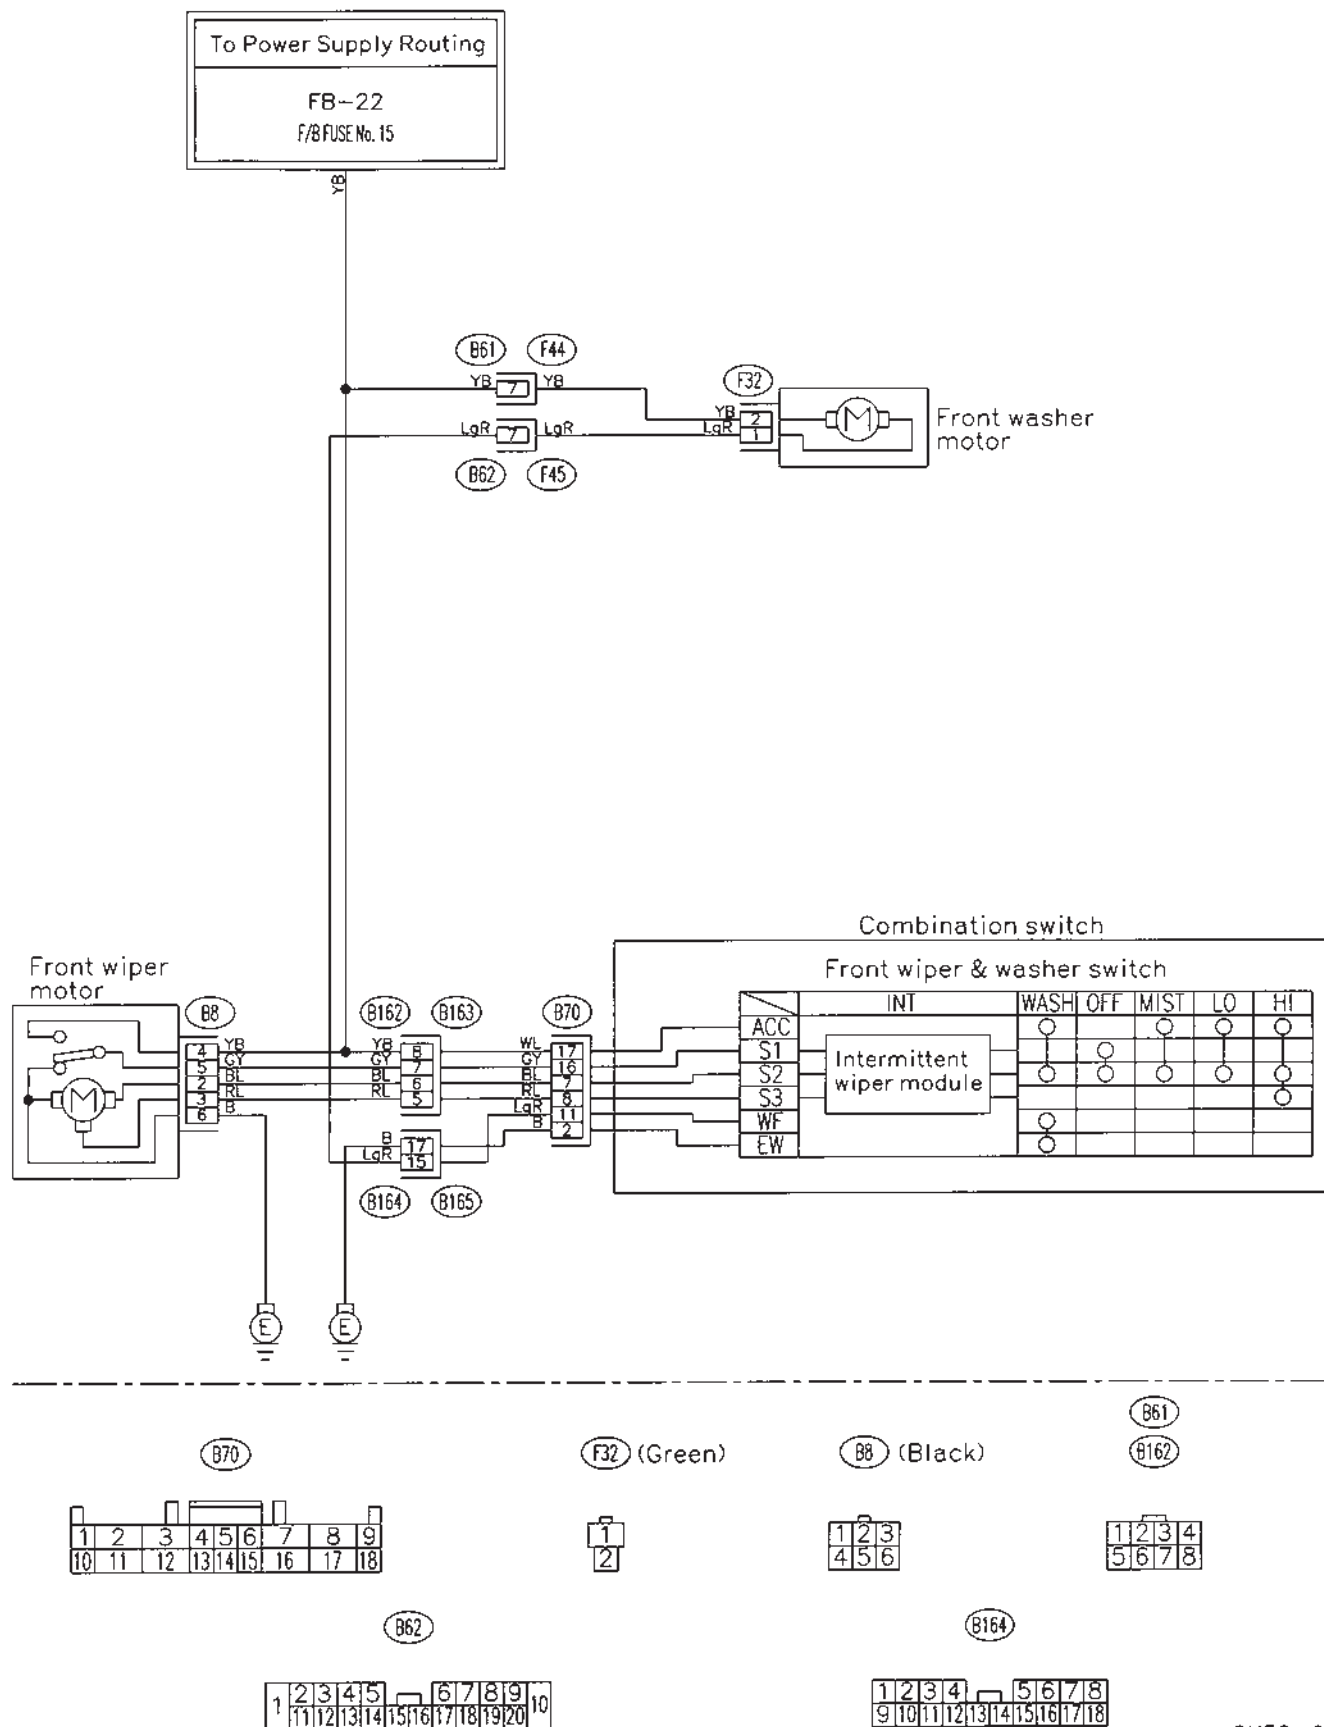 To Power Supply Routing
FB-22
F/B FUSE No. 15
YB
B61 F44
YB 7 YB
F32
YB 2
LgR 7 LgR
LgR 1
M
Front washer
motor
B62 F45
Combination switch
Front wiper
motor
Front wiper & washer switch
B8 B162 B163 B70
INT WASH OFF MIST LO HI
4 YB YB 8 WL 17 ACC
5 GY GY 7 GY 16 S1
2 BL BL 6 BL 7 S2
3 RL RL 5 RL 8 S3
6 B LgR 11 WF
B 2 EW
Intermittent
wiper module
M
B 17
LgR 15
B164 B165
E E
B61
B70 F32 (Green) B8 (Black) B162
1 2 3 4 5 6 7 8 9
10 11 12 13 14 15 16 17 18
1
2
1 2 3
4 5 6
1 2 3 4
5 6 7 8
B62 B164
1 2 3 4 5 6 7 8 9 10
11 12 13 14 15 16 17 18 19 20
1 2 3 4 5 6 7 8
9 10 11 12 13 14 15 16 17 18